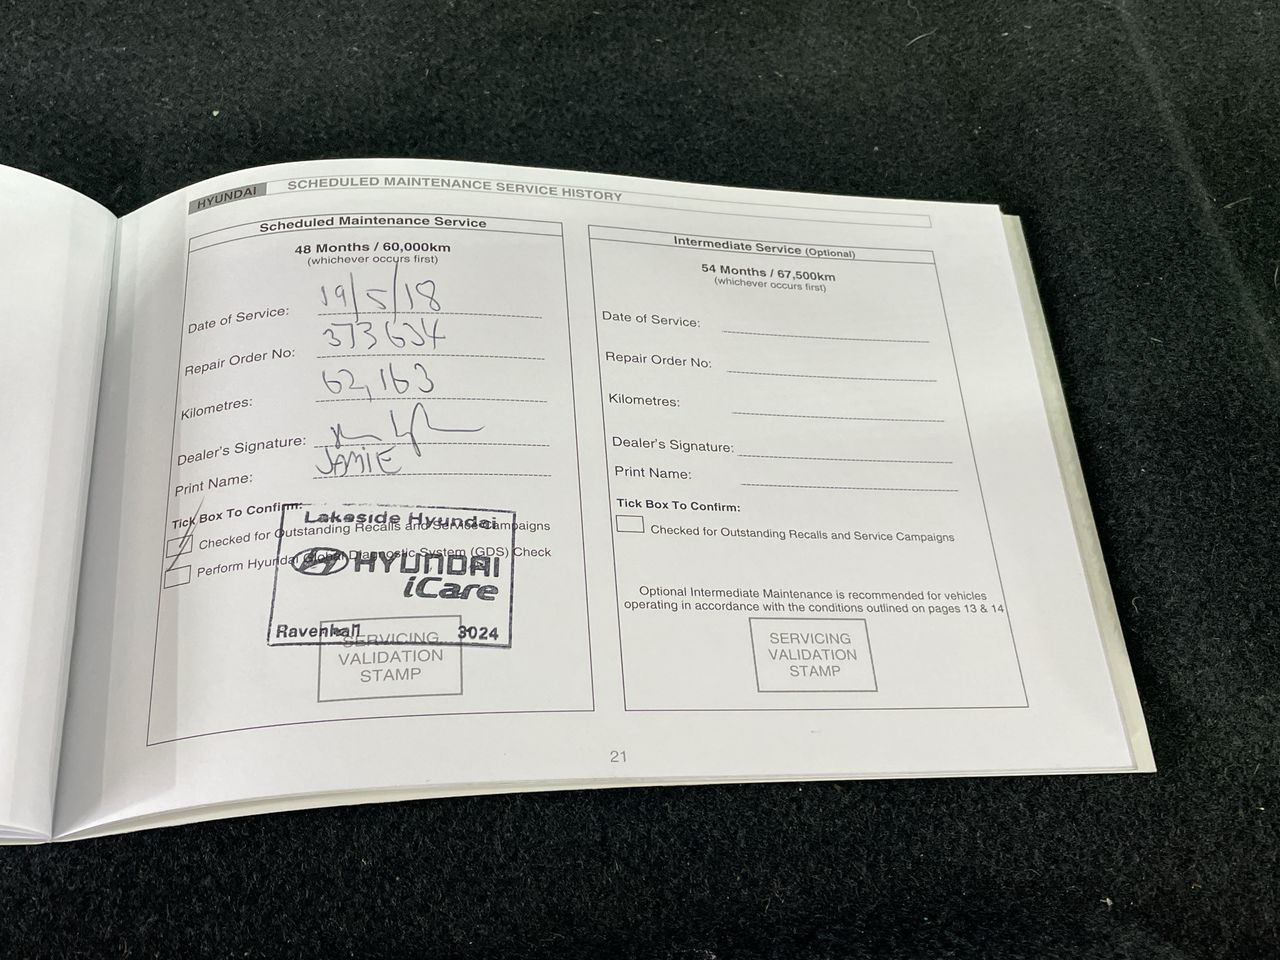 HYUNDAI SCHEDULED MAINTENANCE SERVICE HISTORY
Scheduled Maintenance Service
48 Months / 60,000km
(whichever occurs first)
Date of Service: 19/5/18
Repair Order No: 373634
Kilometres: 62,163
Dealer's Signature:
Print Name: JAMIE
Tick Box To Confirm:
Checked for Outstanding Recalls and Service Campaigns
Perform Hyundai Global Diagnostic System (GDS) Check
Lakeside Hyundai
HYUNDAI
iCare
Ravenhall 3024
SERVICING
VALIDATION
STAMP
Intermediate Service (Optional)
54 Months / 67,500km
(whichever occurs first)
Date of Service:
Repair Order No:
Kilometres:
Dealer's Signature:
Print Name:
Tick Box To Confirm:
Checked for Outstanding Recalls and Service Campaigns
Optional Intermediate Maintenance is recommended for vehicles
operating in accordance with the conditions outlined on pages 13 & 14
SERVICING
VALIDATION
STAMP
21